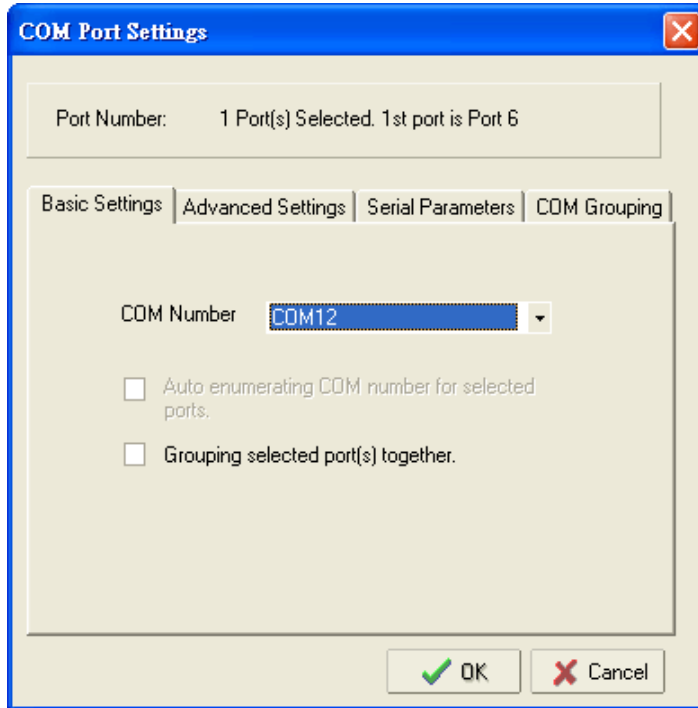 COM Port Settings
Port Number: 1 Port(s) Selected. 1st port is Port 6
Basic Settings Advanced Settings Serial Parameters COM Grouping
COM Number COM12
Auto enumerating COM number for selected
ports.
Grouping selected port(s) together.
OK Cancel